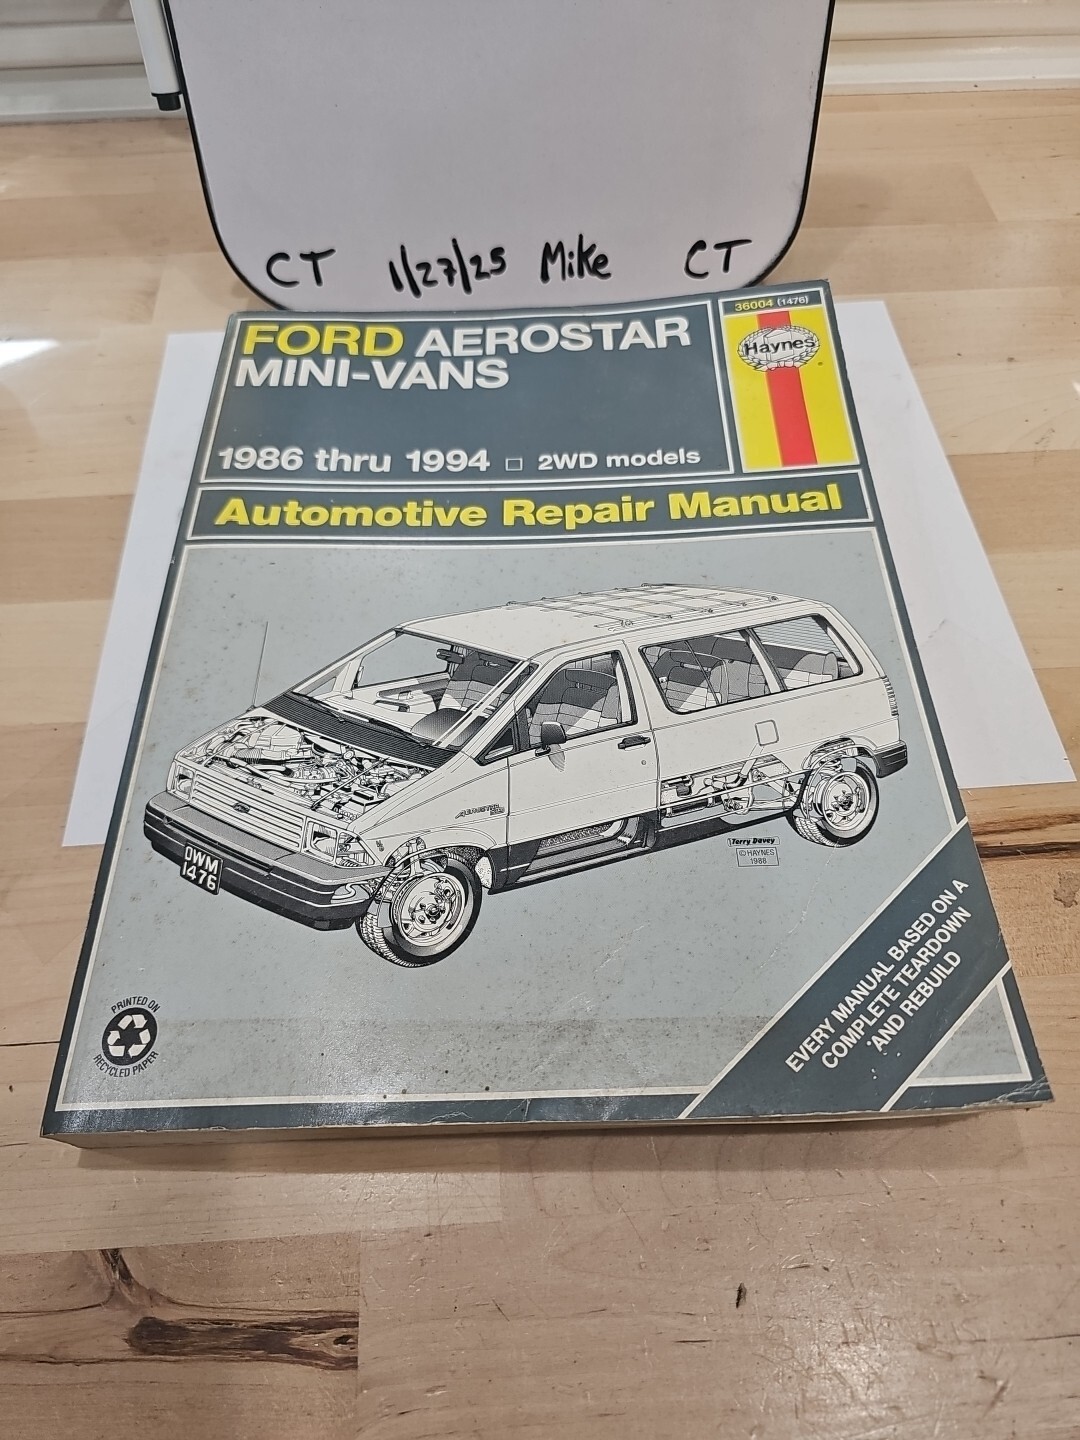 CT 1/27/25 Mike CT
36004 (1476)
FORD AEROSTAR
MINI-VANS
Haynes
1986 thru 1994 □ 2WD models
Automotive Repair Manual
AEROSTAR
Ford
OWM
1476
Terry Davey
© HAYNES
1988
EVERY MANUAL BASED ON A
COMPLETE TEARDOWN
AND REBUILD
PRINTED ON
RECYCLED PAPER